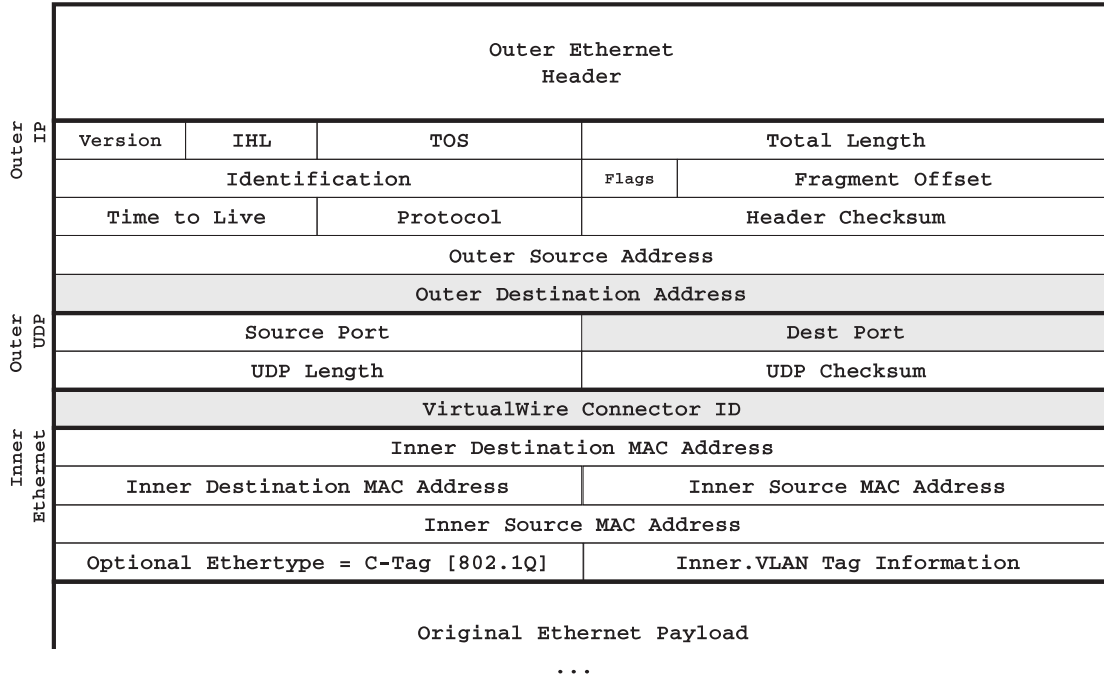 Outer Ethernet
Header
Outer
IP
Version IHL TOS Total Length
Identification Flags Fragment Offset
Time to Live Protocol Header Checksum
Outer Source Address
Outer Destination Address
Outer
UDP
Source Port Dest Port
UDP Length UDP Checksum
VirtualWire Connector ID
Inner
Ethernet
Inner Destination MAC Address
Inner Destination MAC Address Inner Source MAC Address
Inner Source MAC Address
Optional Ethertype = C-Tag [802.1Q] Inner.VLAN Tag Information
Original Ethernet Payload
...